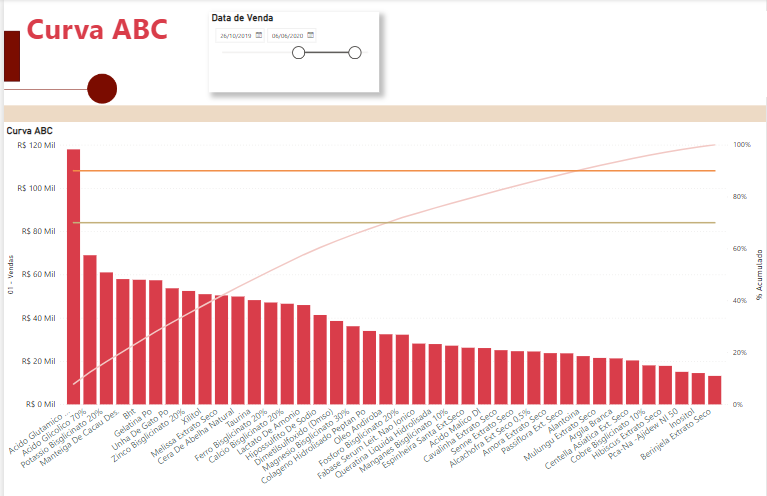 Curva ABC
Data de Venda
26/10/2019
06/06/2020
Curva ABC
R$ 120 Mil
R$ 100 Mil
R$ 80 Mil
R$ 60 Mil
R$ 40 Mil
R$ 20 Mil
R$ 0 Mil
01 - Vendas
100%
80%
60%
40%
20%
0%
% Acumulado
Acido Glutamico ...
Acido Glicolico 70%
Potassio Bisglicinato 20%
Manteiga De Cacau Des.
Bht
Gelatina Po
Unha De Gato Po
Zinco Bisglicinato 20%
Xilitol
Melissa Extrato Seco
Cera De Abelha Natural
Taurina
Ferro Bisglicinato 20%
Calcio Bisglicinato 20%
Lactato De Amonio
Hipossulfito De Sodio
Dimetilsulfoxido (Dmso)
Magnesio Bisglicinato 30%
Colageno Hidrolisado Peptan Po
Oleo Andiroba
Fosforo Bisglicinato 20%
Fabase Serum Leit. Nao Ionico
Queratina Liquida Hidrolisada
Manganes Bisglicinato 10%
Espinheira Santa Ext.Seco
Acido Malico Dl
Cavalinha Extrato Seco
Senne Extrato Seco
Alcachofra Ext Seco 0,5%
Amora Extrato Seco
Passiflora Ext. Seco
Alantoina
Mulungu Extrato Seco
Argila Branca
Centella Asiatica Ext. Seco
Cobre Bisglicinato 10%
Hibiscus Extrato Seco
Pca-Na -Ajidew Nl 50
Inositol
Berinjela Extrato Seco